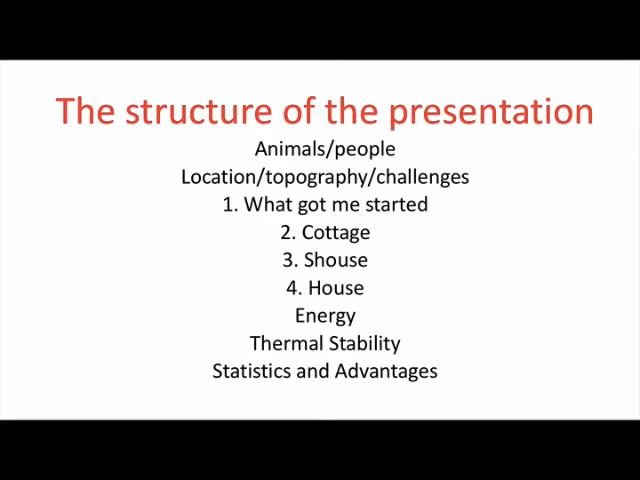 The structure of the presentation
Animals/people
Location/topography/challenges
1. What got me started
2. Cottage
3. Shouse
4. House
Energy
Thermal Stability
Statistics and Advantages